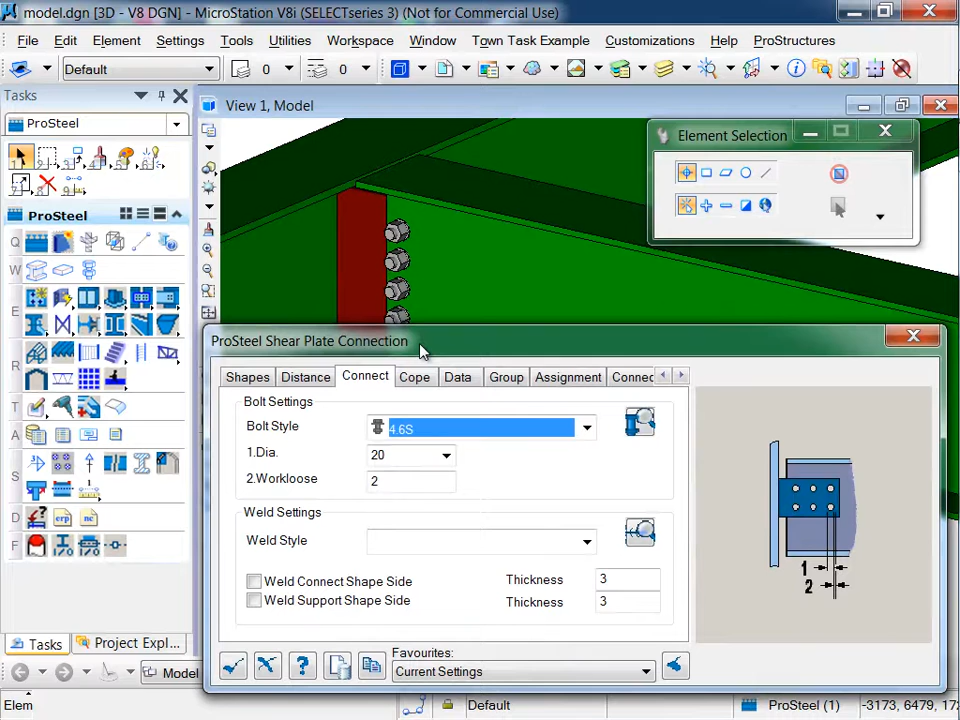 model.dgn [3D - V8 DGN] - MicroStation V8i (SELECTseries 3) (Not for Commercial Use)
File Edit Element Settings Tools Utilities Workspace Window Town Task Example Customizations Help ProStructures
Default 0 0
Tasks
View 1, Model
ProSteel
Element Selection
ProSteel
Q
W
E
R
T
A
S
D
F
ProSteel Shear Plate Connection
Shapes Distance Connect Cope Data Group Assignment Connec
Bolt Settings
Bolt Style 4.6S
1.Dia. 20
2.Workloose 2
Weld Settings
Weld Style
Weld Connect Shape Side Thickness 3
Weld Support Shape Side Thickness 3
1
2
Favourites:
Current Settings
Tasks Project Expl...
Model
Elem Default ProSteel (1) -3173, 6479, 17